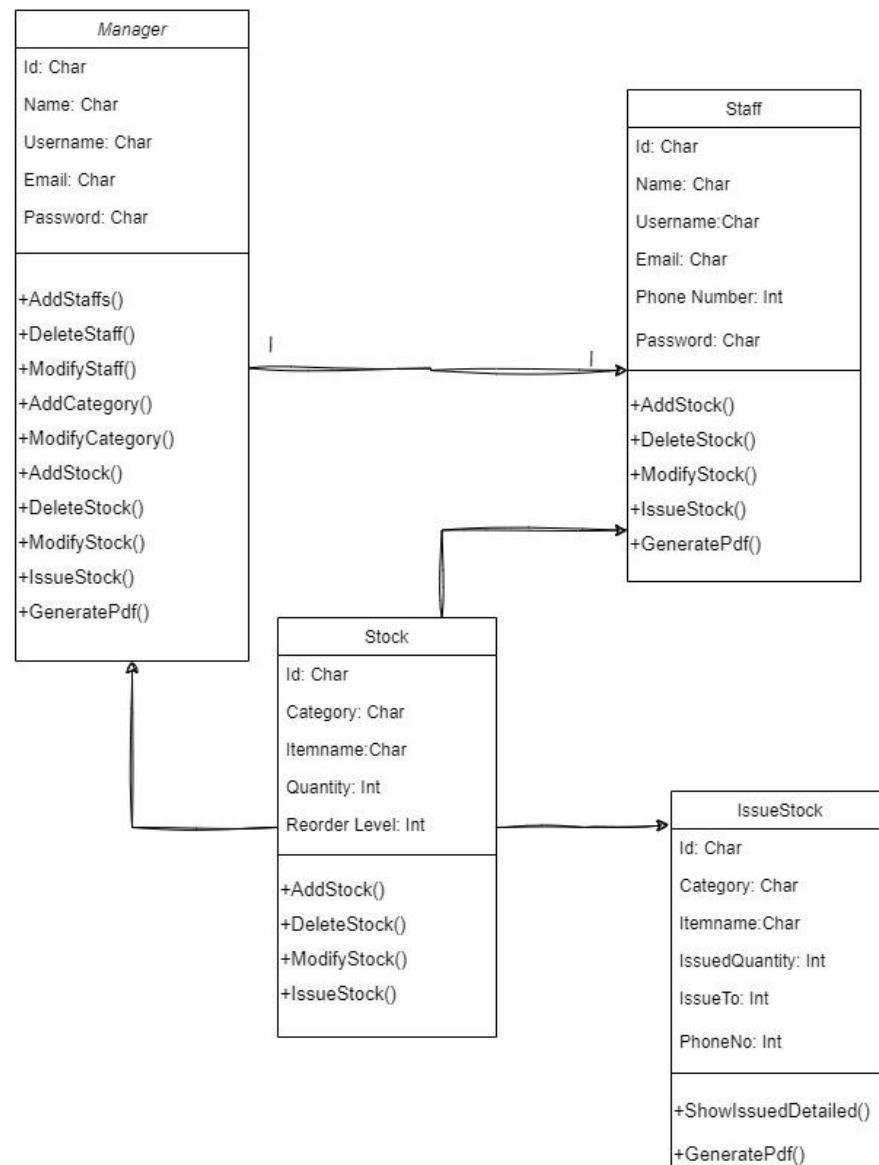 Manager
Id: Char
Name: Char
Username: Char
Email: Char
Password: Char
+AddStaffs()
+DeleteStaff()
+ModifyStaff()
+AddCategory()
+ModifyCategory()
+AddStock()
+DeleteStock()
+ModifyStock()
+IssueStock()
+GeneratePdf()
1
1
Staff
Id: Char
Name: Char
Username:Char
Email: Char
Phone Number: Int
Password: Char
+AddStock()
+DeleteStock()
+ModifyStock()
+IssueStock()
+GeneratePdf()
Stock
Id: Char
Category: Char
Itemname:Char
Quantity: Int
Reorder Level: Int
+AddStock()
+DeleteStock()
+ModifyStock()
+IssueStock()
IssueStock
Id: Char
Category: Char
Itemname:Char
IssuedQuantity: Int
IssueTo: Int
PhoneNo: Int
+ShowIssuedDetailed()
+GeneratePdf()